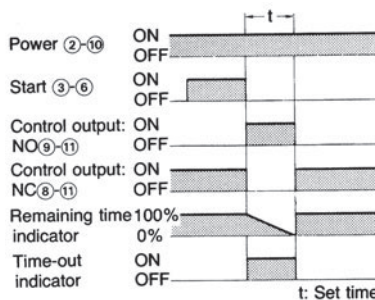 t
Power ②-⑩ ON
OFF
Start ③-⑥ ON
OFF
Control output: ON
NO⑨-⑪ OFF
Control output: ON
NC⑧-⑪ OFF
Remaining time 100%
indicator 0%
Time-out ON
indicator OFF
t: Set time